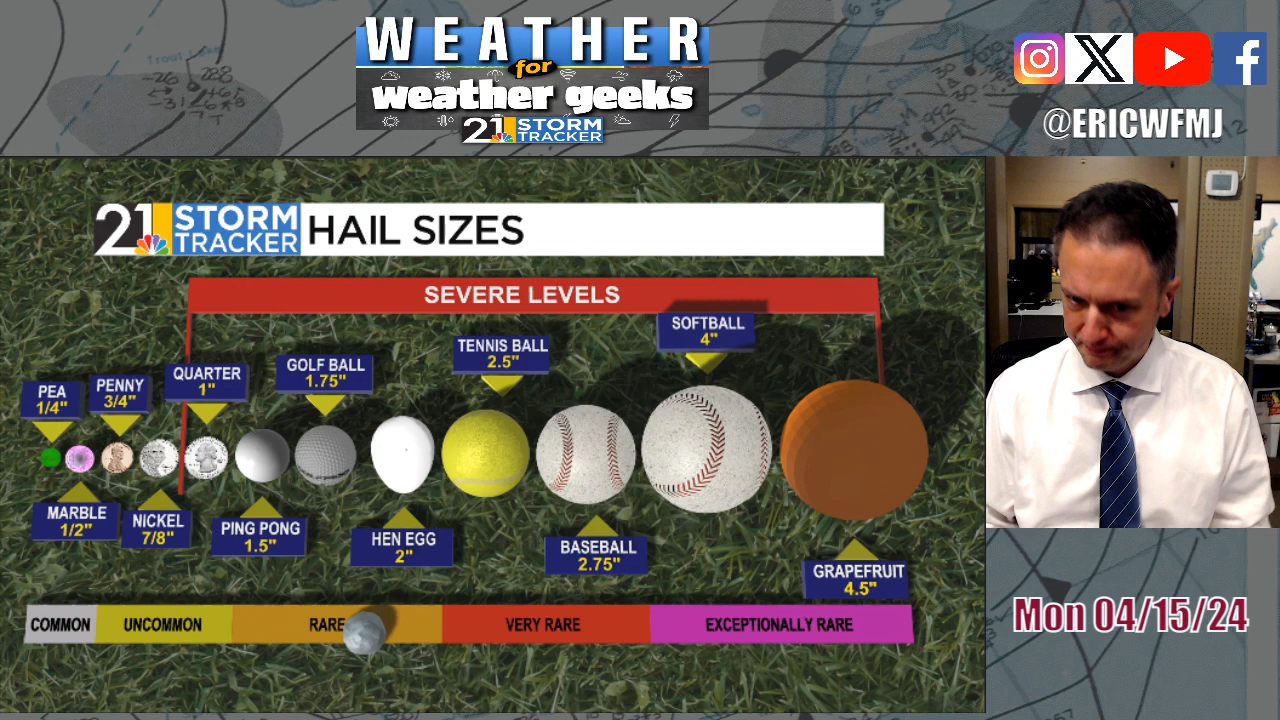 WEATHER
for
weather geeks
21 STORM
TRACKER
@ERICWFMJ
21 STORM
TRACKER
HAIL SIZES
SEVERE LEVELS
PEA
1/4"
PENNY
3/4"
QUARTER
1"
GOLF BALL
1.75"
TENNIS BALL
2.5"
SOFTBALL
4"
MARBLE
1/2"
NICKEL
7/8"
PING PONG
1.5"
HEN EGG
2"
BASEBALL
2.75"
GRAPEFRUIT
4.5"
COMMON
UNCOMMON
RARE
VERY RARE
EXCEPTIONALLY RARE
Mon 04/15/24